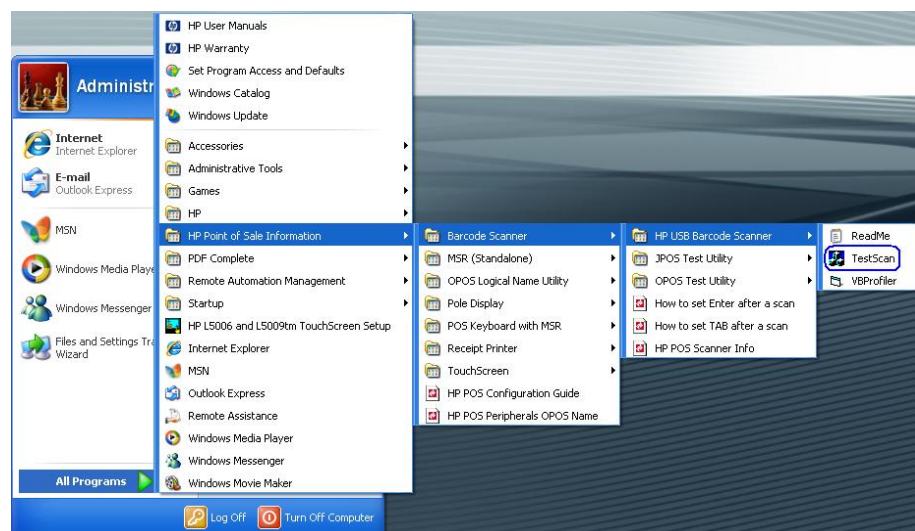 Administr
Internet
Internet Explorer
E-mail
Outlook Express
MSN
Windows Media Playe
Windows Messenger
Files and Settings Tra
Wizard
All Programs
Log Off
Turn Off Computer
HP User Manuals
HP Warranty
Set Program Access and Defaults
Windows Catalog
Windows Update
Accessories
Administrative Tools
Games
HP
HP Point of Sale Information
PDF Complete
Remote Automation Management
Startup
HP L5006 and L5009tm TouchScreen Setup
Internet Explorer
MSN
Outlook Express
Remote Assistance
Windows Media Player
Windows Messenger
Windows Movie Maker
Barcode Scanner
MSR (Standalone)
OPOS Logical Name Utility
Pole Display
POS Keyboard with MSR
Receipt Printer
TouchScreen
HP POS Configuration Guide
HP POS Peripherals OPOS Name
HP USB Barcode Scanner
JPOS Test Utility
OPOS Test Utility
How to set Enter after a scan
How to set TAB after a scan
HP POS Scanner Info
ReadMe
TestScan
VBProfiler